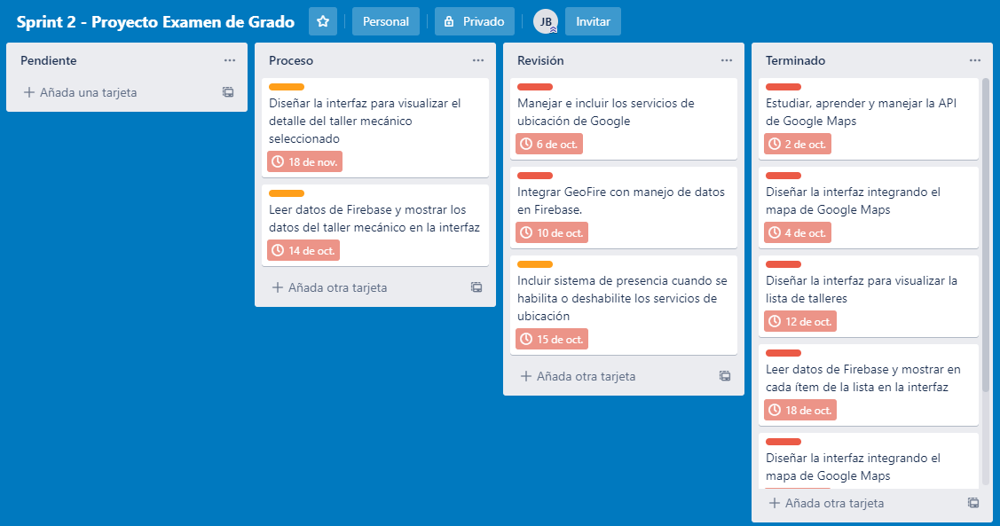 Sprint 2 - Proyecto Examen de Grado
Personal
Privado
JB
Invitar
Pendiente
Añada una tarjeta
Proceso
Diseñar la interfaz para visualizar el
detalle del taller mecánico
seleccionado
18 de nov.
Leer datos de Firebase y mostrar los
datos del taller mecánico en la interfaz
14 de oct.
Añada otra tarjeta
Revisión
Manejar e incluir los servicios de
ubicación de Google
6 de oct.
Integrar GeoFire con manejo de datos
en Firebase.
10 de oct.
Incluir sistema de presencia cuando se
habilita o deshabilite los servicios de
ubicación
15 de oct.
Añada otra tarjeta
Terminado
Estudiar, aprender y manejar la API
de Google Maps
2 de oct.
Diseñar la interfaz integrando el
mapa de Google Maps
4 de oct.
Diseñar la interfaz para visualizar la
lista de talleres
12 de oct.
Leer datos de Firebase y mostrar en
cada ítem de la lista en la interfaz
18 de oct.
Diseñar la interfaz integrando el
mapa de Google Maps
Añada otra tarjeta